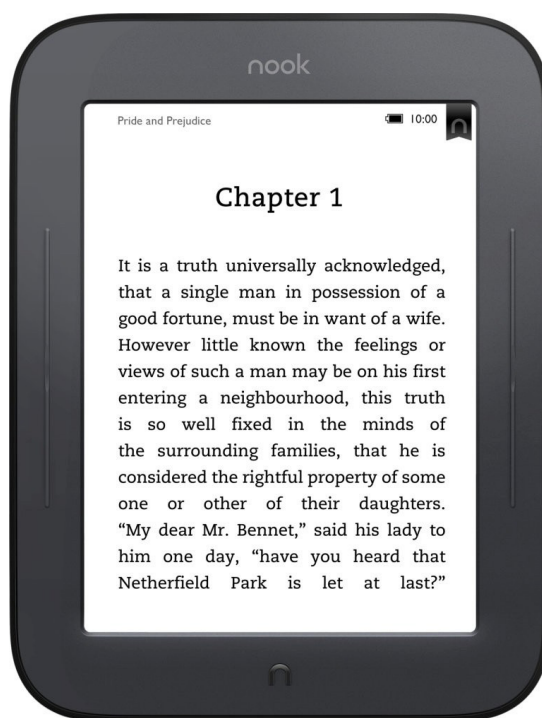 nook
Pride and Prejudice
10:00
Chapter 1
It is a truth universally acknowledged,
that a single man in possession of a
good fortune, must be in want of a wife.
However little known the feelings or
views of such a man may be on his first
entering a neighbourhood, this truth
is so well fixed in the minds of
the surrounding families, that he is
considered the rightful property of some
one or other of their daughters.
“My dear Mr. Bennet,” said his lady to
him one day, “have you heard that
Netherfield Park is let at last?”